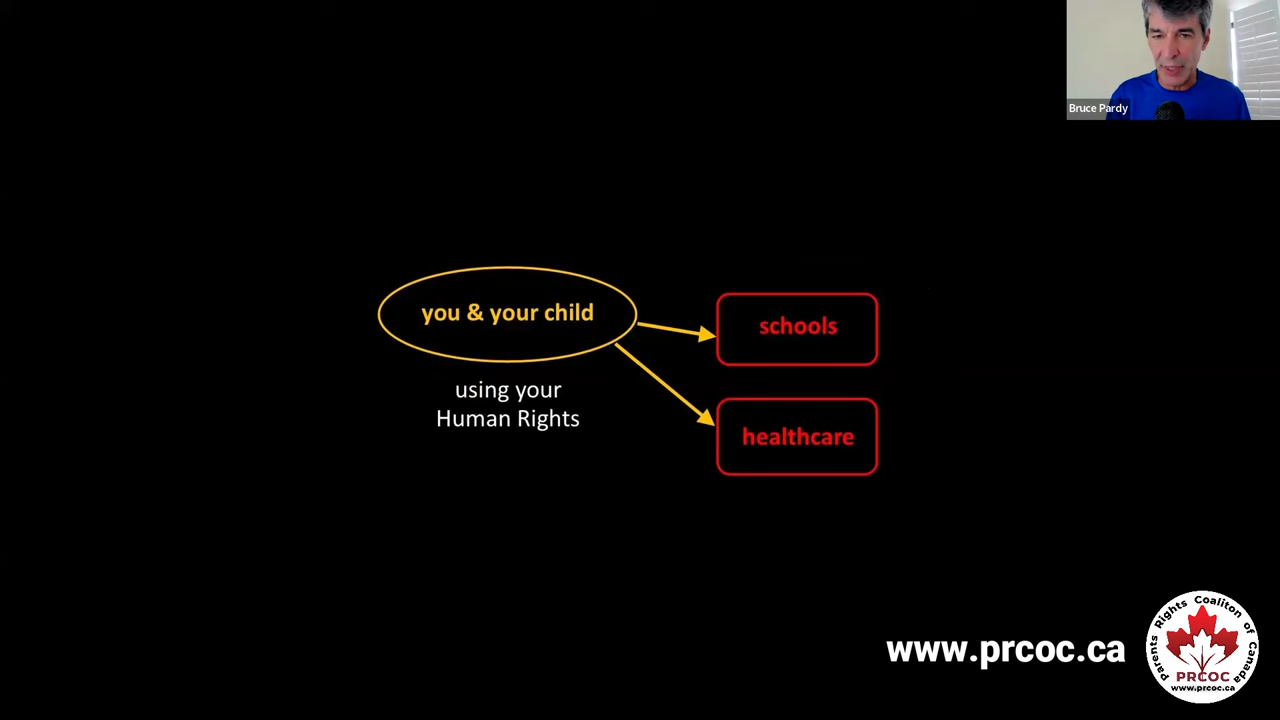 Bruce Pardy
you & your child
using your
Human Rights
schools
healthcare
www.prcoc.ca
Parents Rights Coaliton of Canada
PRCOC
www.prcoc.ca